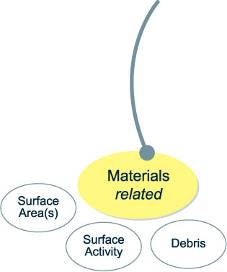 Materials
related
Surface
Area(s)
Surface
Activity
Debris